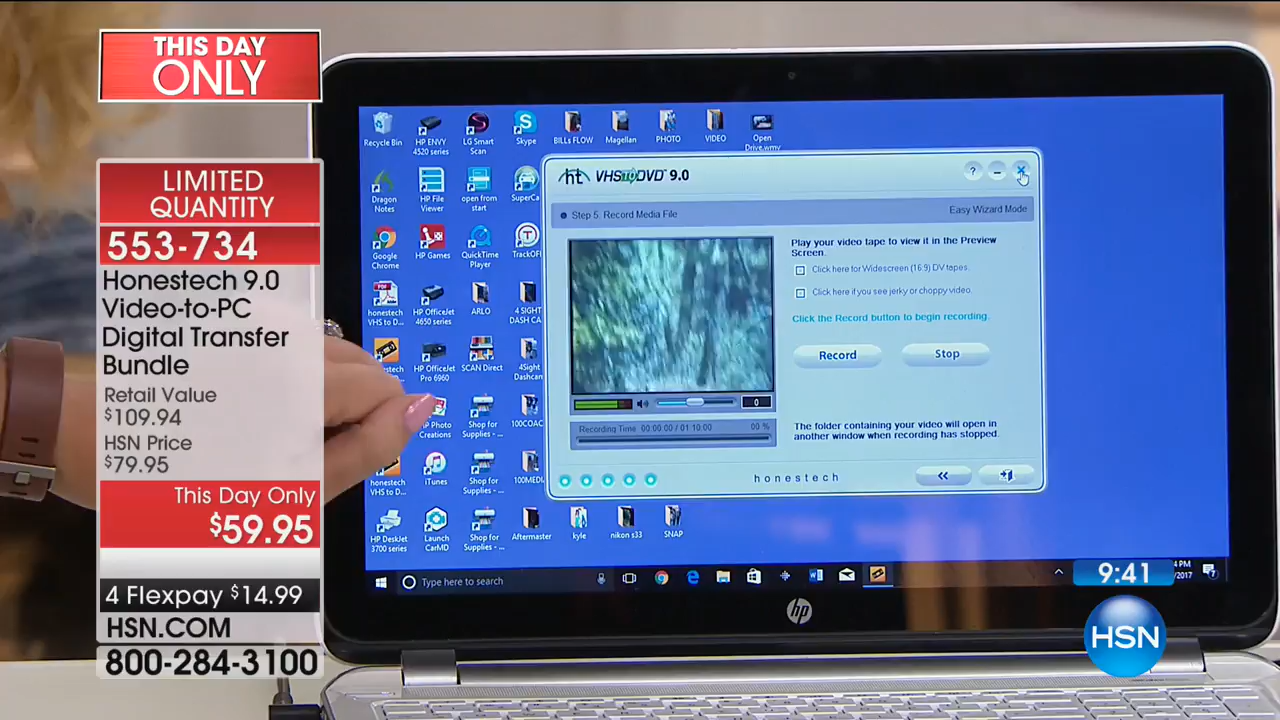 THIS DAY
ONLY
LIMITED
QUANTITY
553-734
Honestech 9.0
Video-to-PC
Digital Transfer
Bundle
Retail Value
$109.94
HSN Price
$79.95
This Day Only
$59.95
4 Flexpay $14.99
HSN.COM
800-284-3100
Recycle Bin
HP ENVY
4520 series
LG Smart
Scan
Skype
BILLS FLOW
Magellan
PHOTO
VIDEO
Open
Drive.wmv
Dragon
Notes
HP File
Viewer
open from
start
SuperCa
Google
Chrome
HP Games
QuickTime
Player
TrackOF
honestech
VHS to D...
HP OfficeJet
4650 series
ARLO
4 SIGHT
DASH CA
HP OfficeJet
Pro 6960
SCAN Direct
4Sight
Dashcam
HP Photo
Creations
Shop for
Supplies - ...
100COAC
honestech
VHS to D...
iTunes
Shop for
Supplies - ...
100MEDI
HP DeskJet
3700 series
Launch
CarMD
Shop for
Supplies - ...
Aftermaster
kyle
nikon s33
SNAP
ht VHSTODVD™ 9.0
? –
Step 5. Record Media File
Easy Wizard Mode
Play your video tape to view it in the Preview
Screen.
Click here for Widescreen (16:9) DV tapes.
Click here if you see jerky or choppy video.
Click the Record button to begin recording.
Record
Stop
0
Recording Time 00:00:00 / 01:10:00 00 %
The folder containing your video will open in
another window when recording has stopped.
honestech
<<
Type here to search
4 PM
2017
9:41
hp
HSN